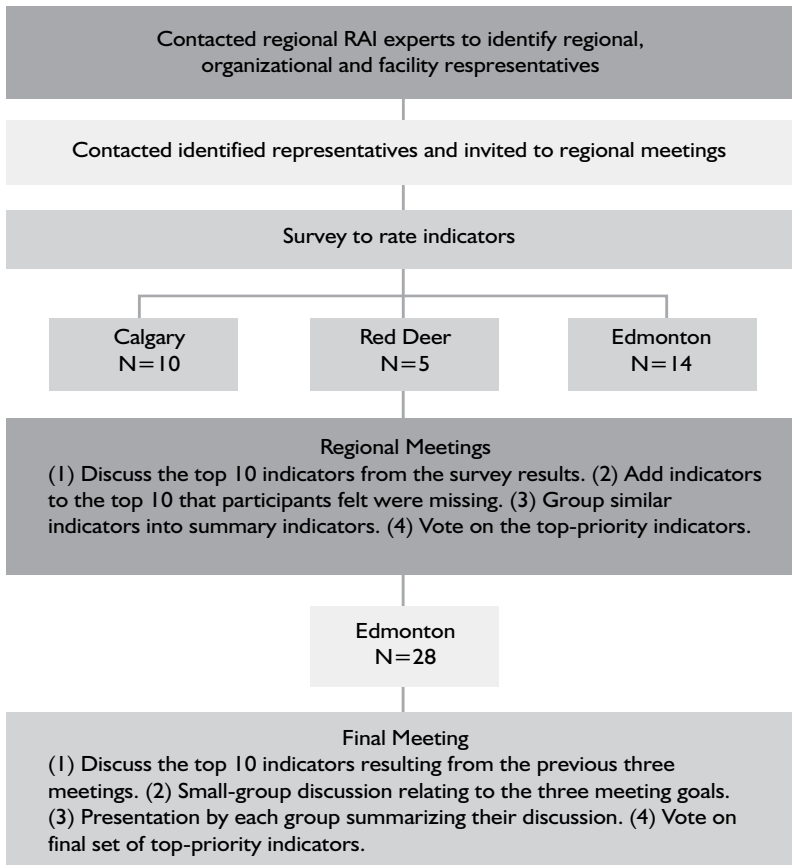 Contacted regional RAI experts to identify regional,
organizational and facility respresentatives
Contacted identified representatives and invited to regional meetings
Survey to rate indicators
Calgary
N=10
Red Deer
N=5
Edmonton
N=14
Regional Meetings
(1) Discuss the top 10 indicators from the survey results. (2) Add indicators
to the top 10 that participants felt were missing. (3) Group similar
indicators into summary indicators. (4) Vote on the top-priority indicators.
Edmonton
N=28
Final Meeting
(1) Discuss the top 10 indicators resulting from the previous three
meetings. (2) Small-group discussion relating to the three meeting goals.
(3) Presentation by each group summarizing their discussion. (4) Vote on
final set of top-priority indicators.